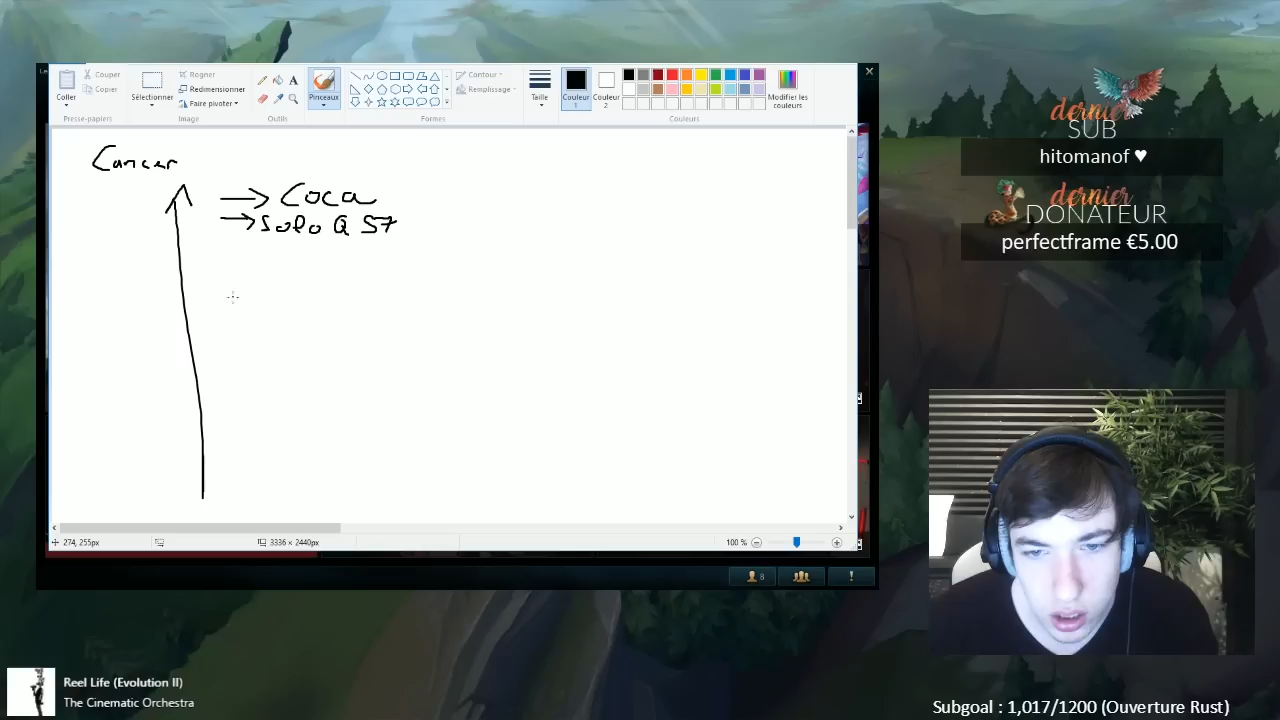 Coller
Couper
Copier
Presse-papiers
Sélectionner
Rogner
Redimensionner
Faire pivoter
Image
A
Outils
Pinceaux
Contour
Remplissage
Formes
Taille
Couleur 1
Couleur 2
Modifier les couleurs
Couleurs
Cancer
Coca
Solo Q S7
274, 255px
3336 × 2440px
100 %
8
dernier
SUB
hitomanof ♥
dernier
DONATEUR
perfectframe €5.00
Reel Life (Evolution II)
The Cinematic Orchestra
Subgoal : 1,017/1200 (Ouverture Rust)